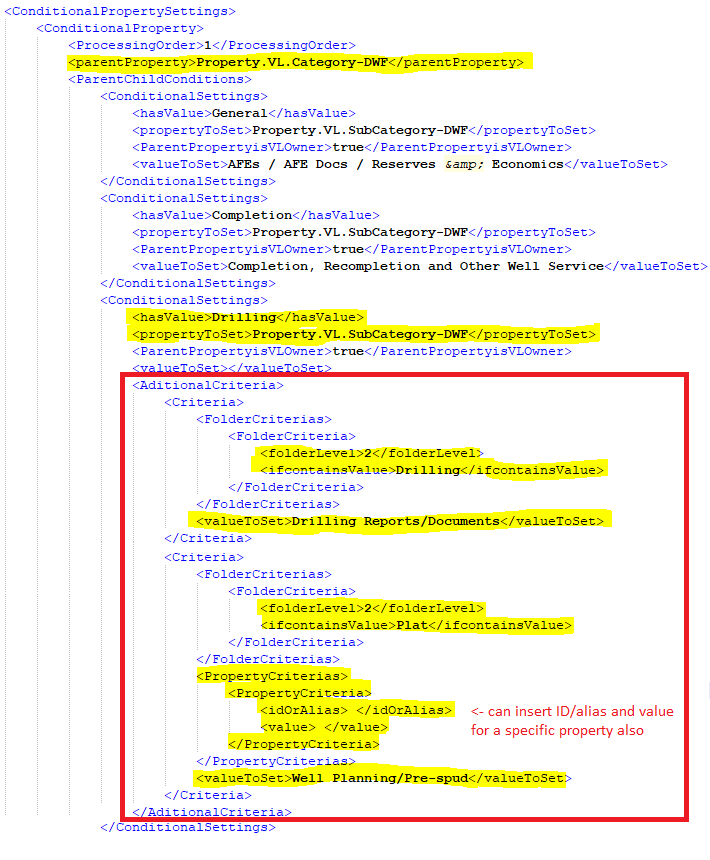 <ConditionalPropertySettings>
<ConditionalProperty>
<ProcessingOrder>1</ProcessingOrder>
<parentProperty>Property.VL.Category-DWF</parentProperty>
<ParentChildConditions>
<ConditionalSettings>
<hasValue>General</hasValue>
<propertyToSet>Property.VL.SubCategory-DWF</propertyToSet>
<ParentPropertyisVLOwner>true</ParentPropertyisVLOwner>
<valueToSet>AFEs / AFE Docs / Reserves &amp; Economics</valueToSet>
</ConditionalSettings>
<ConditionalSettings>
<hasValue>Completion</hasValue>
<propertyToSet>Property.VL.SubCategory-DWF</propertyToSet>
<ParentPropertyisVLOwner>true</ParentPropertyisVLOwner>
<valueToSet>Completion, Recompletion and Other Well Service</valueToSet>
</ConditionalSettings>
<ConditionalSettings>
<hasValue>Drilling</hasValue>
<propertyToSet>Property.VL.SubCategory-DWF</propertyToSet>
<ParentPropertyisVLOwner>true</ParentPropertyisVLOwner>
<valueToSet></valueToSet>
<AditionalCriteria>
<Criteria>
<FolderCriterias>
<FolderCriteria>
<folderLevel>2</folderLevel>
<ifcontainsValue>Drilling</ifcontainsValue>
</FolderCriteria>
</FolderCriterias>
<valueToSet>Drilling Reports/Documents</valueToSet>
</Criteria>
<Criteria>
<FolderCriterias>
<FolderCriteria>
<folderLevel>2</folderLevel>
<ifcontainsValue>Plat</ifcontainsValue>
</FolderCriteria>
</FolderCriterias>
<PropertyCriterias>
<PropertyCriteria>
<idOrAlias> </idOrAlias> <- can insert ID/alias and value
<value> </value> for a specific property also
</PropertyCriteria>
</PropertyCriterias>
<valueToSet>Well Planning/Pre-spud</valueToSet>
</Criteria>
</AditionalCriteria>
</ConditionalSettings>